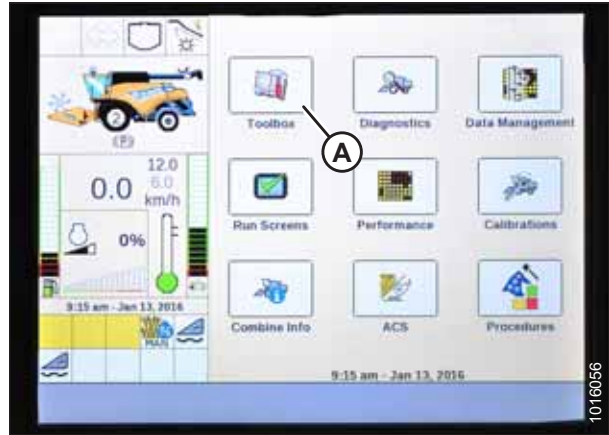 Toolbox
Diagnostics
Data Management
A
2
(P)
12.0
6.0
0.0
km/h
0%
Run Screens
Performance
Calibrations
9:15 am - Jan 13, 2016
MAN
Combine Info
ACS
Procedures
9:15 am - Jan 13, 2016
1016056